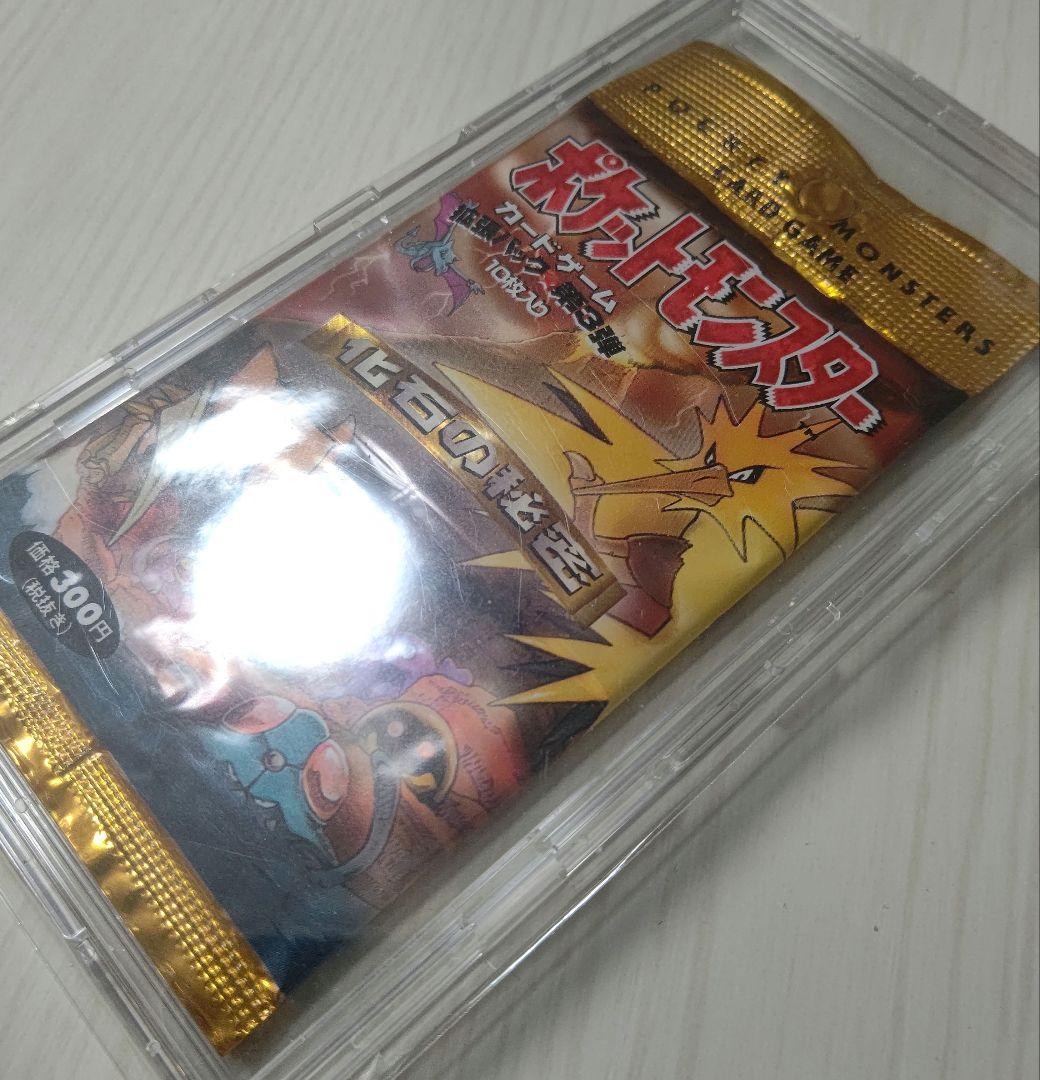 POCKET MONSTERS
CARD GAME
ポケットモンスター
カードゲーム
拡張パック 第3弾
10枚入り
化石の秘密
価格300円
(税抜き)